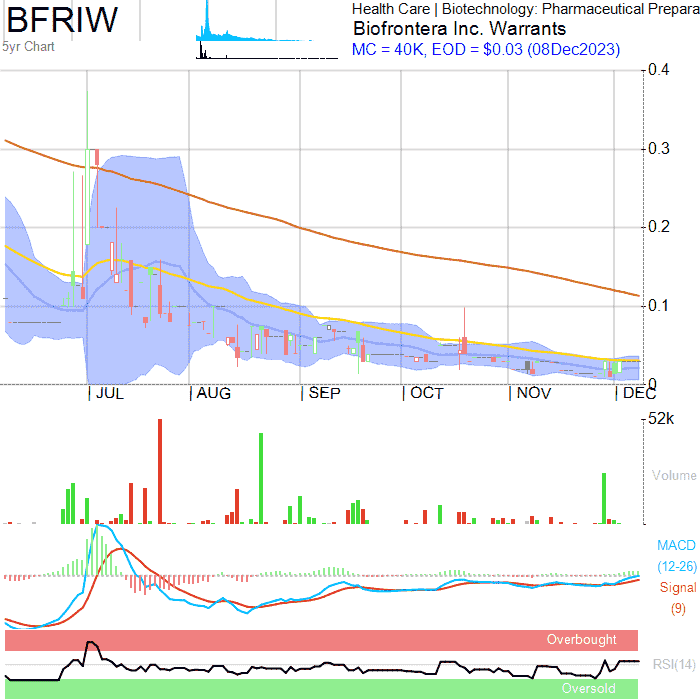 BFRIW
5yr Chart
Health Care | Biotechnology: Pharmaceutical Prepara
Biofrontera Inc. Warrants
MC = 40K, EOD = $0.03 (08Dec2023)
0.4
0.3
0.2
0.1
0
JUL AUG SEP OCT NOV DEC
52k
Volume
MACD
(12-26)
Signal
(9)
Overbought
RSI(14)
Oversold